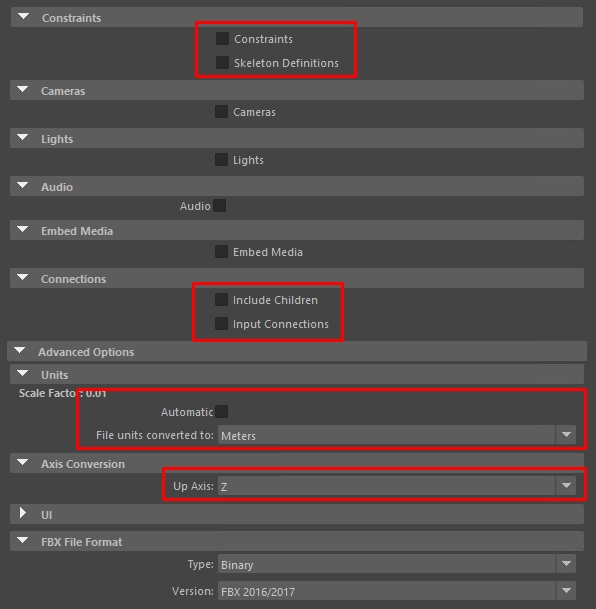 Constraints
Constraints
Skeleton Definitions
Cameras
Cameras
Lights
Lights
Audio
Audio
Embed Media
Embed Media
Connections
Include Children
Input Connections
Advanced Options
Units
Scale Factor: 0.01
Automatic
File units converted to: Meters
Axis Conversion
Up Axis: Z
UI
FBX File Format
Type: Binary
Version: FBX 2016/2017